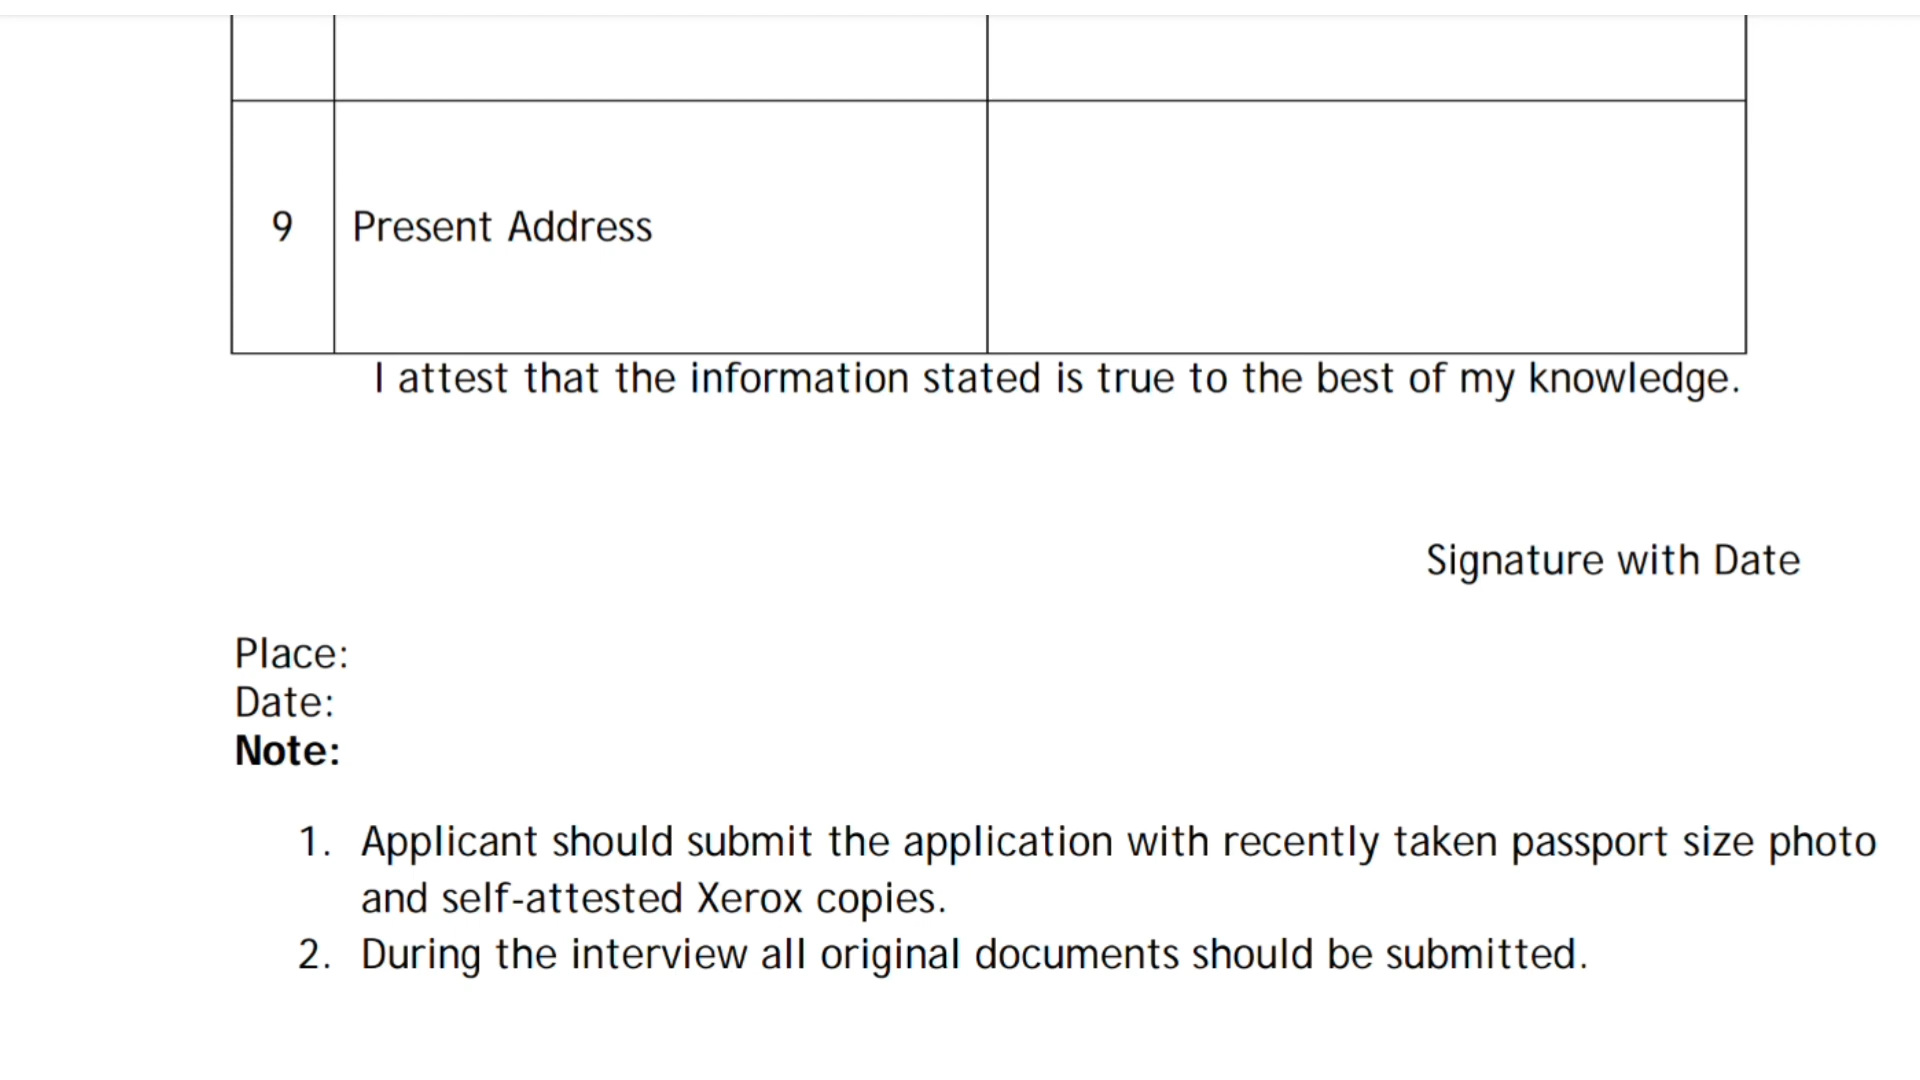 9 Present Address
I attest that the information stated is true to the best of my knowledge.
Signature with Date
Place:
Date:
Note:
1. Applicant should submit the application with recently taken passport size photo
and self-attested Xerox copies.
2. During the interview all original documents should be submitted.